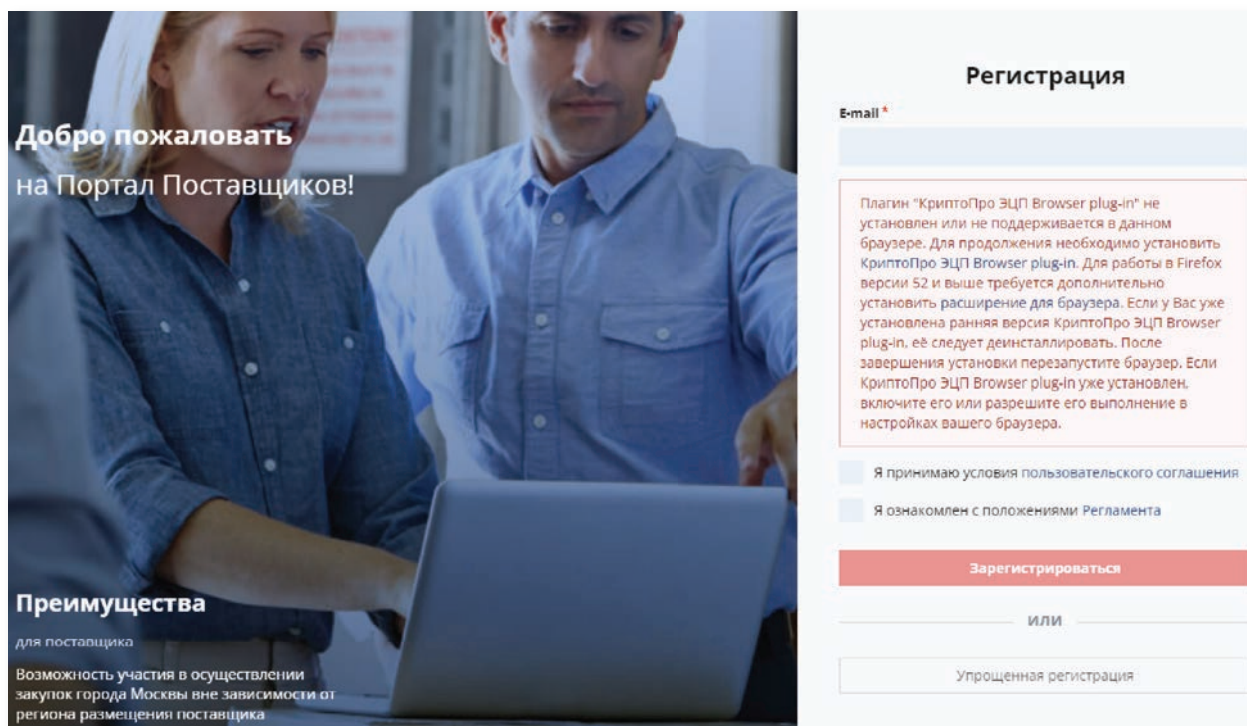 Добро пожаловать
на Портал Поставщиков!
Преимущества
для поставщика
Возможность участия в осуществлении
закупок города Москвы вне зависимости от
региона размещения поставщика
Регистрация
E-mail *
Плагин "КриптоПро ЭЦП Browser plug-in" не
установлен или не поддерживается в данном
браузере. Для продолжения необходимо установить
КриптоПро ЭЦП Browser plug-in. Для работы в Firefox
версии 52 и выше требуется дополнительно
установить расширение для браузера. Если у Вас уже
установлена ранняя версия КриптоПро ЭЦП Browser
plug-in, её следует деинсталлировать. После
завершения установки перезапустите браузер. Если
КриптоПро ЭЦП Browser plug-in уже установлен,
включите его или разрешите его выполнение в
настройках вашего браузера.
Я принимаю условия пользовательского соглашения
Я ознакомлен с положениями Регламента
Зарегистрироваться
или
Упрощенная регистрация